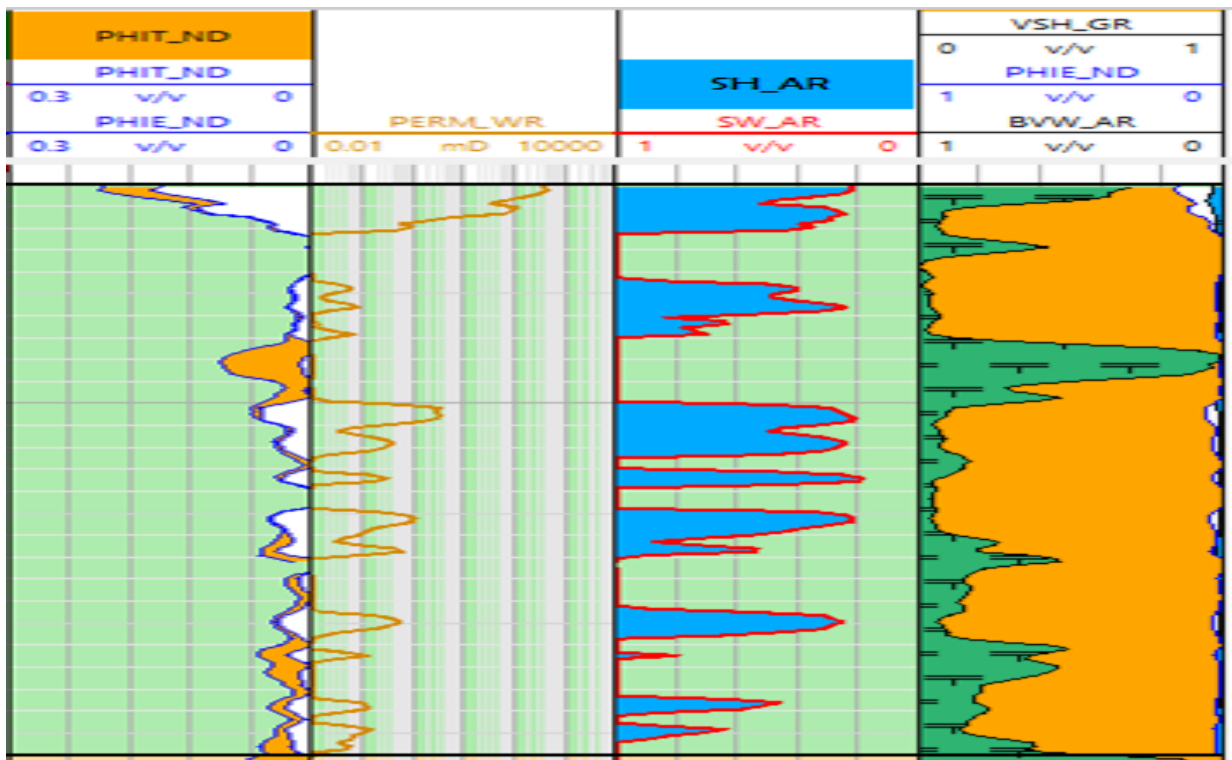 PHIT_ND
PHIT_ND
0.3 v/v 0
PHIE_ND
0.3 v/v 0
PERM_WR
0.01 mD 10000
SH_AR
SW_AR
1 v/v 0
VSH_GR
0 v/v 1
PHIE_ND
1 v/v 0
BVW_AR
1 v/v 0